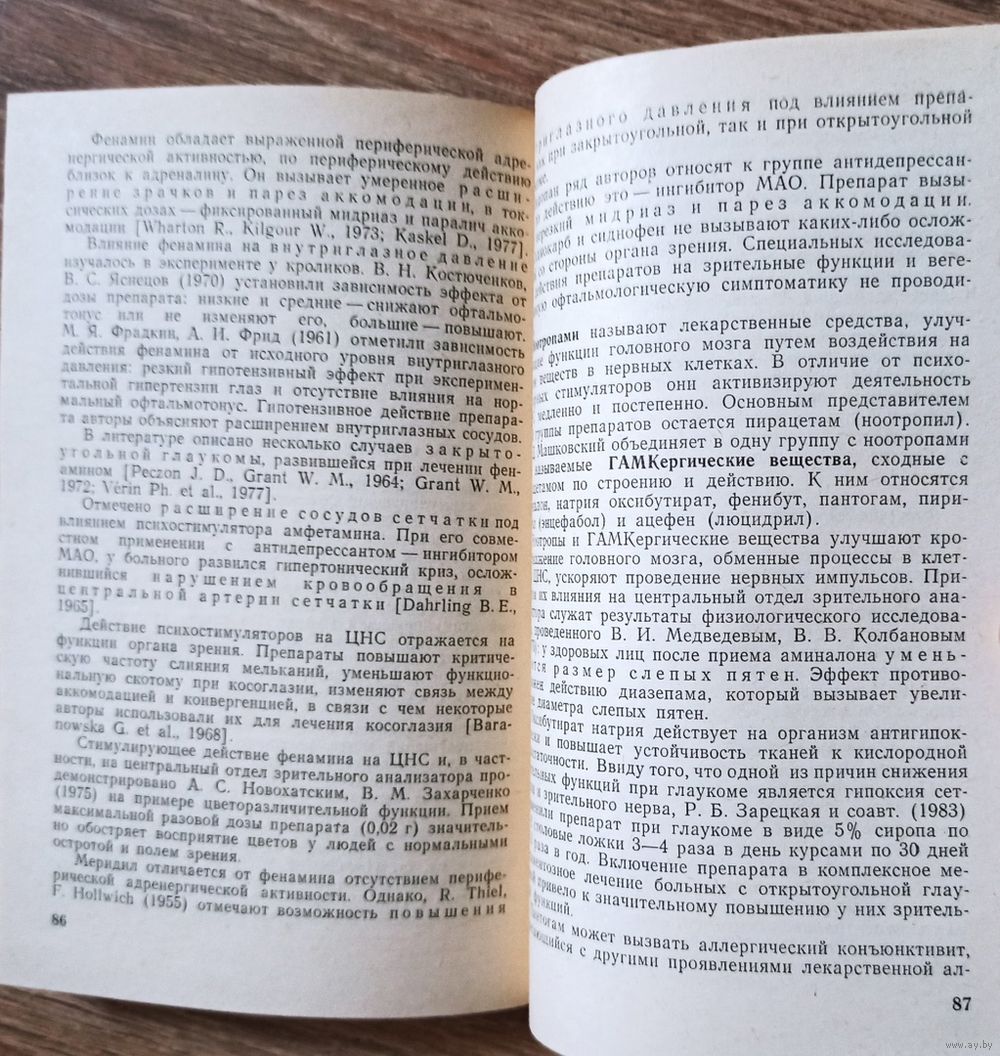 Фенамин обладает выраженной периферической адре-
нергической активностью, по периферическому действию
близок к адреналину. Он вызывает умеренное расши-
рение зрачков и парез аккомодации, в ток-
сических дозах — фиксированный мидриаз и паралич акко-
модации [Wharton R., Kilgour W., 1973; Kaskel D., 1977].
Влияние фенамина на внутриглазное давление
изучалось в эксперименте у кроликов. В. Н. Костюченков,
В. С. Яснецов (1970) установили зависимость эффекта от
дозы препарата: низкие и средние — снижают офтальмо-
тонус или не изменяют его, большие — повышают.
М. Я. Фрадкин, А. И. Фрид (1961) отметили зависимость
действия фенамина от исходного уровня внутриглазного
давления: резкий гипотензивный эффект при эксперимен-
тальной гипертензии глаз и отсутствие влияния на нор-
мальный офтальмотонус. Гипотензивное действие препара-
та авторы объясняют расширением внутриглазных сосудов.
В литературе описано несколько случаев закрыто-
угольной глаукомы, развившейся при лечении фен-
амином [Peczon J. D., Grant W. M., 1964; Grant W. M.,
1972; Vérin Ph. et al., 1977].
Отмечено расширение сосудов сетчатки под
влиянием психостимулятора амфетамина. При его совме-
стном применении с антидепрессантом — ингибитором
МАО, у больного развился гипертонический криз, ослож-
нившийся нарушением кровообращения в
центральной артерии сетчатки [Dahrling B. E.,
1965].
Действие психостимуляторов на ЦНС отражается на
функции органа зрения. Препараты повышают критиче-
скую частоту слияния мельканий, уменьшают функцио-
нальную скотому при косоглазии, изменяют связь между
аккомодацией и конвергенцией, в связи с чем некоторые
авторы использовали их для лечения косоглазия [Bara-
nowska G. et al., 1968].
Стимулирующее действие фенамина на ЦНС и, в част-
ности, на центральный отдел зрительного анализатора про-
демонстрировано А. С. Новохатским, В. М. Захарченко
(1975) на примере цветоразличительной функции. Прием
максимальной разовой дозы препарата (0,02 г) значитель-
но обостряет восприятие цветов у людей с нормальными
остротой и полем зрения.
Меридил отличается от фенамина отсутствием перифе-
рической адренергической активности. Однако, R. Thiel,
F. Hollwich (1955) отмечают возможность повышения
86
давления под влиянием препа-
при закрытоугольной, так и при открытоугольной
ряд авторов относят к группе антидепрессан-
действию это — ингибитор МАО. Препарат вызы-
мидриаз и парез аккомодации.
и сиднофен не вызывают каких-либо ослож-
со стороны органа зрения. Специальных исследова-
препаратов на зрительные функции и веге-
офтальмологическую симптоматику не проводи-
называют лекарственные средства, улуч-
функции головного мозга путем воздействия на
веществ в нервных клетках. В отличие от психо-
стимуляторов они активизируют деятельность
медленно и постепенно. Основным представителем
группы препаратов остается пирацетам (ноотропил).
Машковский объединяет в одну группу с ноотропами
ГАМКергические вещества, сходные с
по строению и действию. К ним относятся
натрия оксибутират, фенибут, пантогам, пири-
(энцефабол) и ацефен (люцидрил).
и ГАМКергические вещества улучшают кро-
головного мозга, обменные процессы в клет-
ЦНС, ускоряют проведение нервных импульсов. При-
их влияния на центральный отдел зрительного ана-
служат результаты физиологического исследова-
проведенного В. И. Медведевым, В. В. Колбановым
у здоровых лиц после приема аминалона умень-
размер слепых пятен. Эффект противо-
действию диазепама, который вызывает увели-
диаметра слепых пятен.
натрия действует на организм антигипок-
и повышает устойчивость тканей к кислородной
Ввиду того, что одной из причин снижения
функций при глаукоме является гипоксия сет-
и зрительного нерва, Р. Б. Зарецкая и соавт. (1983)
препарат при глаукоме в виде 5% сиропа по
столовые ложки 3—4 раза в день курсами по 30 дней
раза в год. Включение препарата в комплексное ме-
лечение больных с открытоугольной глау-
привело к значительному повышению у них зритель-
функций.
может вызвать аллергический конъюнктивит,
с другими проявлениями лекарственной ал-
87
www.ay.by